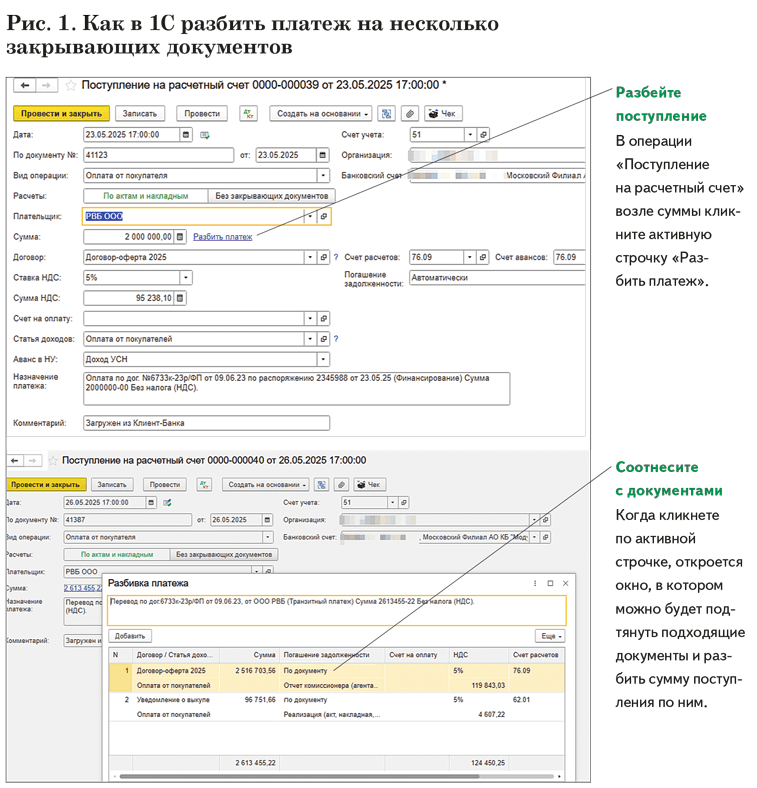 Рис. 1. Как в 1С разбить платеж на несколько
закрывающих документов
Поступление на расчетный счет 0000-000039 от 23.05.2025 17:00:00 *
Провести и закрыть Записать Провести Дт Кт Создать на основании Чек
Дата: 23.05.2025 17:00:00 Счет учета: 51
По документу №: 41123 от: 23.05.2025 Организация:
Вид операции: Оплата от покупателя Банковский счет Московский Филиал А
Расчеты: По актам и накладным Без закрывающих документов
Плательщик: РВБ ООО
Сумма: 2 000 000,00 Разбить платеж
Договор: Договор-оферта 2025 ? Счет расчетов: 76.09 Счет авансов: 76.09
Ставка НДС: 5% Погашение задолженности: Автоматически
Сумма НДС: 95 238,10
Счет на оплату:
Статья доходов: Оплата от покупателей ?
Аванс в НУ: Доход УСН
Назначение платежа: Оплата по дог. №6733к-23р/ФП от 09.06.23 по распоряжению 2345988 от 23.05.25 (Финансирование) Сумма
2000000-00 Без налога (НДС).
Комментарий: Загружен из Клиент-Банка
Разбейте
поступление
В операции
«Поступление
на расчетный счет»
возле суммы клик-
ните активную
строчку «Раз-
бить платеж».
Поступление на расчетный счет 0000-000040 от 26.05.2025 17:00:00
Провести и закрыть Записать Провести Дт Кт Создать на основании Чек
Дата: 26.05.2025 17:00:00 Счет учета: 51
По документу №: 41387 от: 26.05.2025 Организация:
Вид операции: Оплата от покупателя Банковский счет: , Московский Филиал АО КБ "Мод
Расчеты: По актам и накладным Без закрывающих документов
Плательщик: РВБ ООО
Сумма: 2 613 455,22
Назначение платежа: Перевод по (НДС).
Комментарий: Загружен и
Разбивка платежа
Перевод по дог.6733к-23р/ФП от 09.06.23, от ООО РВБ (Транзитный платеж) Сумма 2613455-22 Без налога (НДС).
Добавить Еще
N Договор / Статья дохо... Сумма Погашение задолженности Счет на оплату НДС Счет расчетов
1 Договор-оферта 2025 2 516 703,56 По документу 5% 76.09
Оплата от покупателей Отчет комиссионера (агента... 119 843,03
2 Уведомление о выкупе 96 751,66 По документу 5% 62.01
Оплата от покупателей Реализация (акт, накладная,... 4 607,22
2 613 455,22 124 450,25
Соотнесите
с документами
Когда кликнете
по активной
строчке, откроется
окно, в котором
можно будет под-
тянуть подходящие
документы и раз-
бить сумму поступ-
ления по ним.